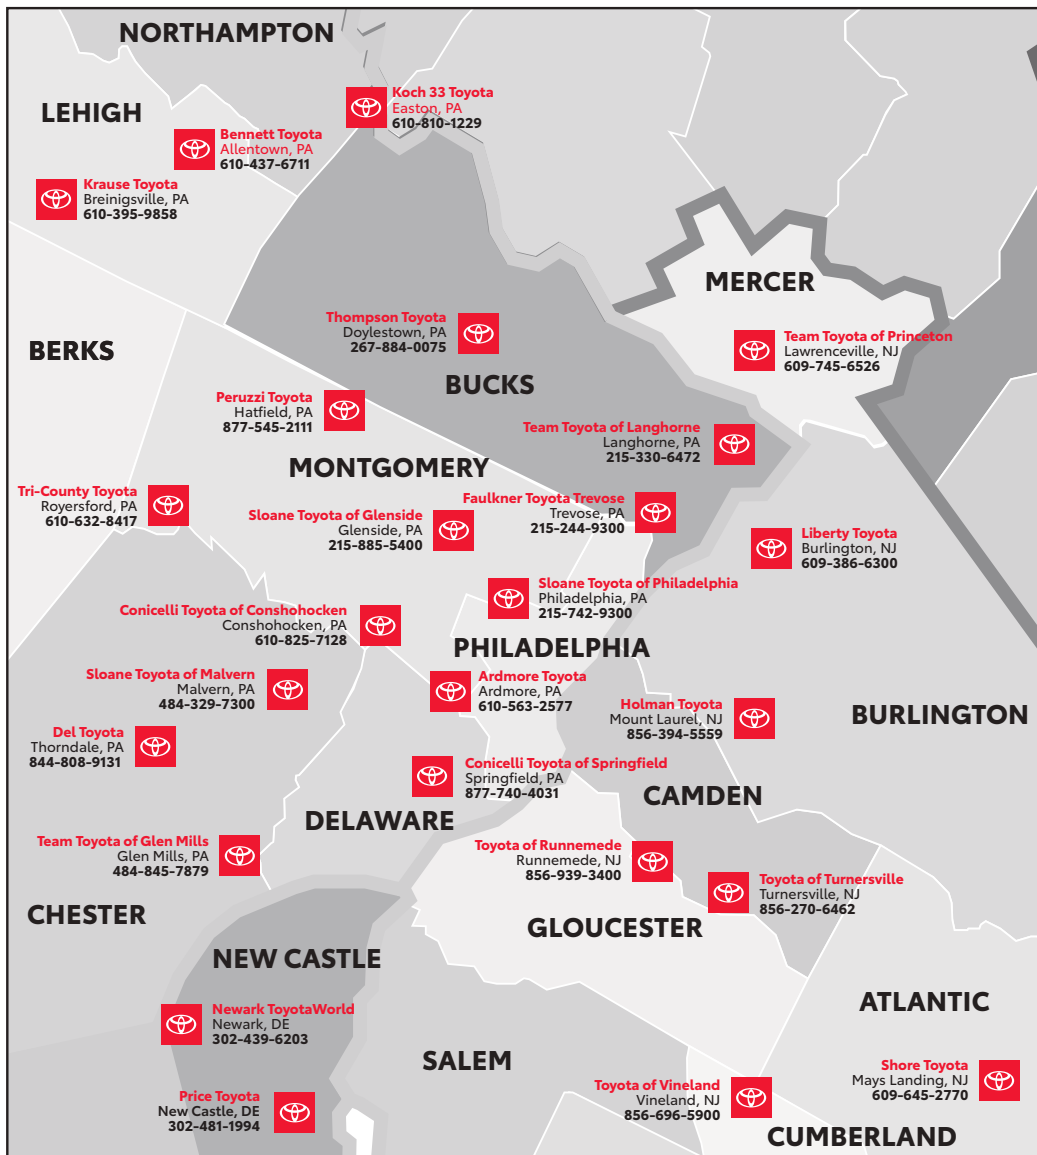 NORTHAMPTON
LEHIGH
Koch 33 Toyota
Easton, PA
610-810-1229
Bennett Toyota
Allentown, PA
610-437-6711
Krause Toyota
Breinigsville, PA
610-395-9858
MERCER
Thompson Toyota
Doylestown, PA
267-884-0075
Team Toyota of Princeton
Lawrenceville, NJ
609-745-6526
BERKS
BUCKS
Peruzzi Toyota
Hatfield, PA
877-545-2111
Team Toyota of Langhorne
Langhorne, PA
215-330-6472
MONTGOMERY
Tri-County Toyota
Royersford, PA
610-632-8417
Faulkner Toyota Trevose
Trevose, PA
215-244-9300
Sloane Toyota of Glenside
Glenside, PA
215-885-5400
Liberty Toyota
Burlington, NJ
609-386-6300
Sloane Toyota of Philadelphia
Philadelphia, PA
215-742-9300
Conicelli Toyota of Conshohocken
Conshohocken, PA
610-825-7128
PHILADELPHIA
Sloane Toyota of Malvern
Malvern, PA
484-329-7300
Ardmore Toyota
Ardmore, PA
610-563-2577
Holman Toyota
Mount Laurel, NJ
856-394-5559
BURLINGTON
Del Toyota
Thorndale, PA
844-808-9131
Conicelli Toyota of Springfield
Springfield, PA
877-740-4031
CAMDEN
DELAWARE
Team Toyota of Glen Mills
Glen Mills, PA
484-845-7879
Toyota of Runnemede
Runnemede, NJ
856-939-3400
Toyota of Turnersville
Turnersville, NJ
856-270-6462
CHESTER
GLOUCESTER
NEW CASTLE
ATLANTIC
Newark ToyotaWorld
Newark, DE
302-439-6203
SALEM
Shore Toyota
Mays Landing, NJ
609-645-2770
Toyota of Vineland
Vineland, NJ
856-696-5900
Price Toyota
New Castle, DE
302-481-1994
CUMBERLAND